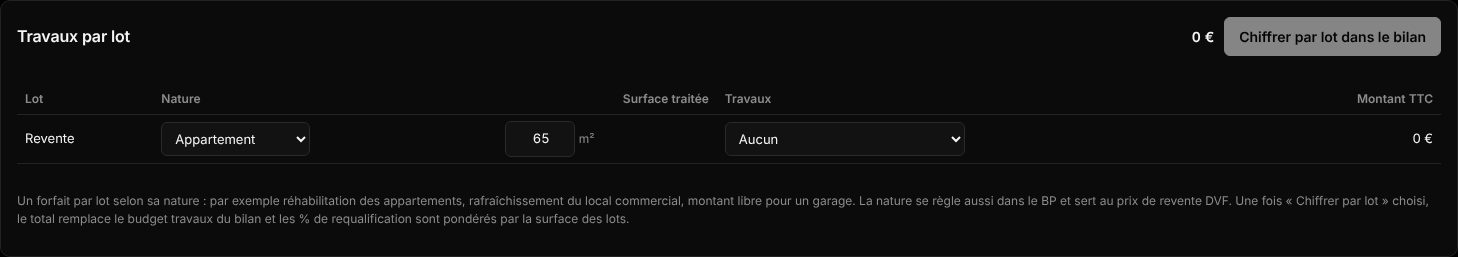 Travaux par lot
0 € Chiffrer par lot dans le bilan
Lot Nature Surface traitée Travaux Montant TTC
Revente Appartement 65 m² Aucun 0 €
Un forfait par lot selon sa nature : par exemple réhabilitation des appartements, rafraîchissement du local commercial, montant libre pour un garage. La nature se règle aussi dans le BP et sert au prix de revente DVF. Une fois « Chiffrer par lot » choisi,
le total remplace le budget travaux du bilan et les % de requalification sont pondérés par la surface des lots.